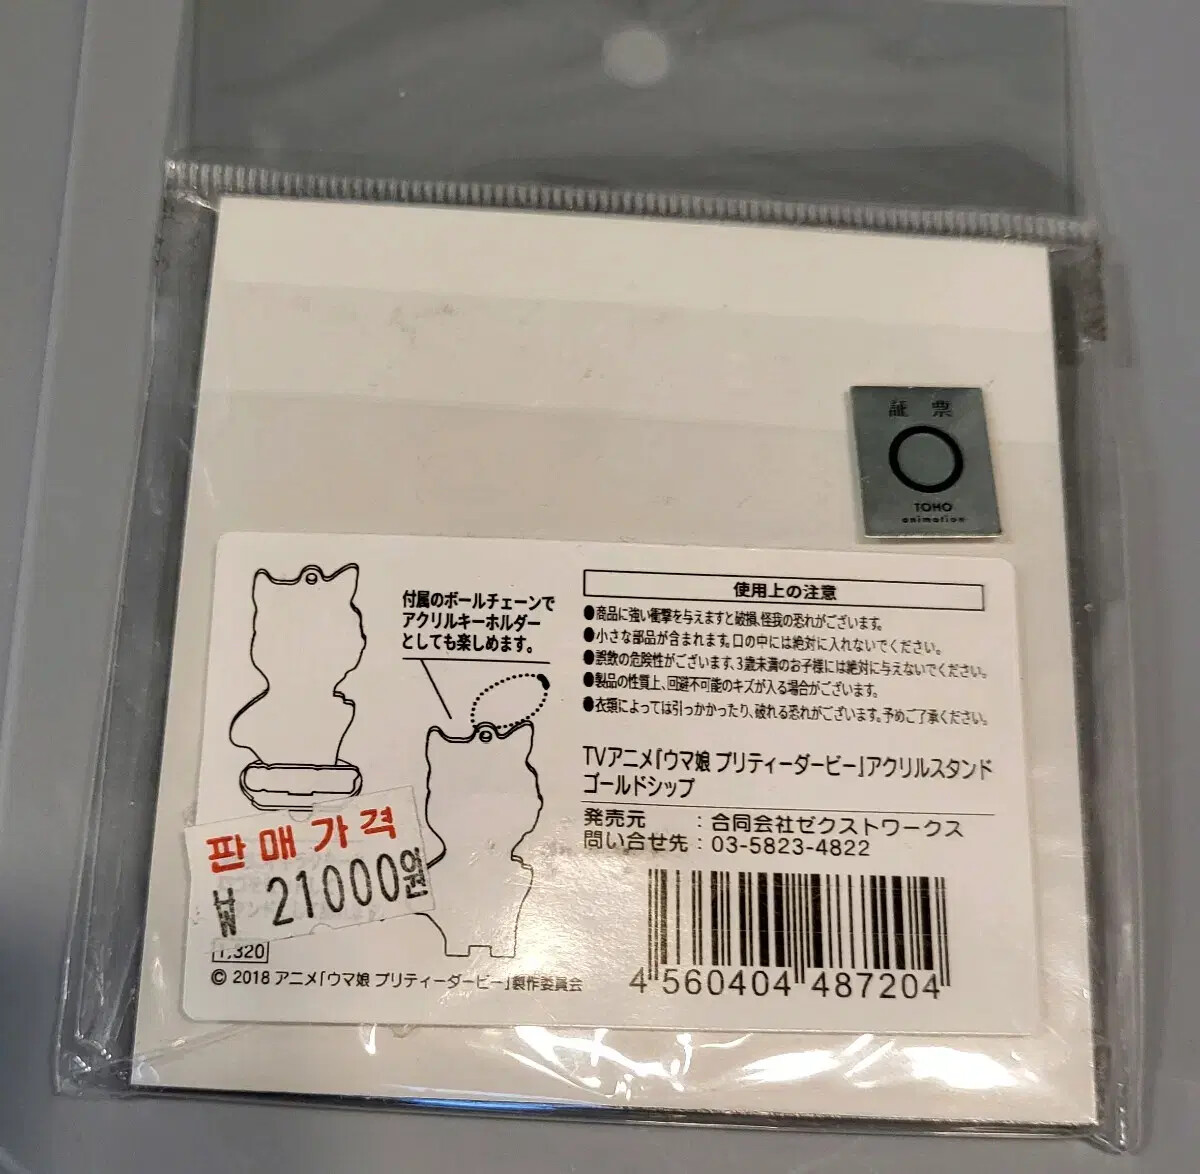 証 票
TOHO
animation
付属のボールチェーンで
アクリルキーホルダー
としても楽しめます。
使用上の注意
●商品に強い衝撃を与えますと破損、怪我の恐れがございます。
●小さな部品が含まれます。口の中には絶対に入れないでください。
●誤飲の危険性がございます、3歳未満のお子様には絶対に与えないでください。
●製品の性質上、回避不可能のキズが入る場合がございます。
●衣類によっては引っかかったり、破れる恐れがございます。予めご了承ください。
TVアニメ「ウマ娘 プリティーダービー」アクリルスタンド
ゴールドシップ
発売元 : 合同会社ゼクストワークス
問い合せ先 : 03-5823-4822
판매가격
₩ 21000원
1,320
© 2018 アニメ「ウマ娘 プリティーダービー」製作委員会
4 560404 487204